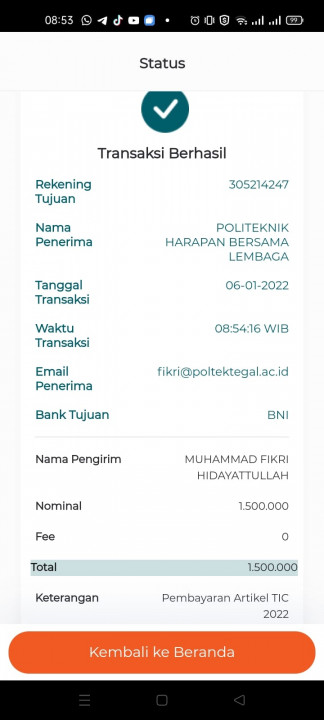 08:53
99
Status
Transaksi Berhasil
Rekening Tujuan 305214247
Nama Penerima POLITEKNIK HARAPAN BERSAMA LEMBAGA
Tanggal Transaksi 06-01-2022
Waktu Transaksi 08:54:16 WIB
Email Penerima fikri@poltektegal.ac.id
Bank Tujuan BNI
Nama Pengirim MUHAMMAD FIKRI HIDAYATTULLAH
Nominal 1.500.000
Fee 0
Total 1.500.000
Keterangan Pembayaran Artikel TIC 2022
Kembali ke Beranda